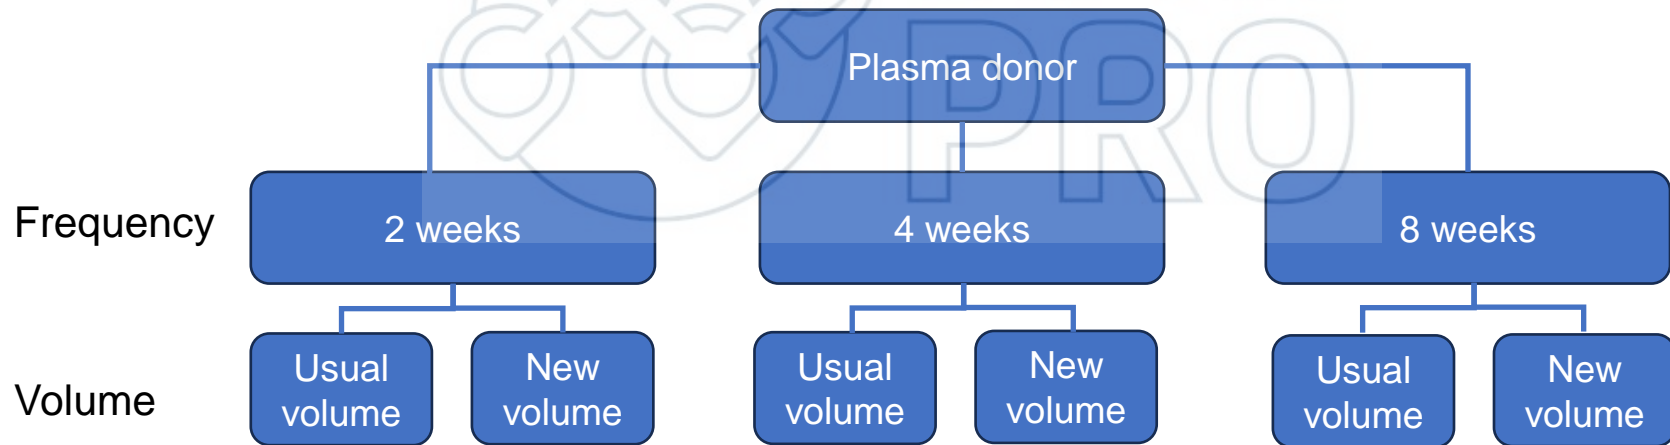 PRO
Plasma donor
Frequency
2 weeks
4 weeks
8 weeks
Volume
Usual
volume
New
volume
Usual
volume
New
volume
Usual
volume
New
volume